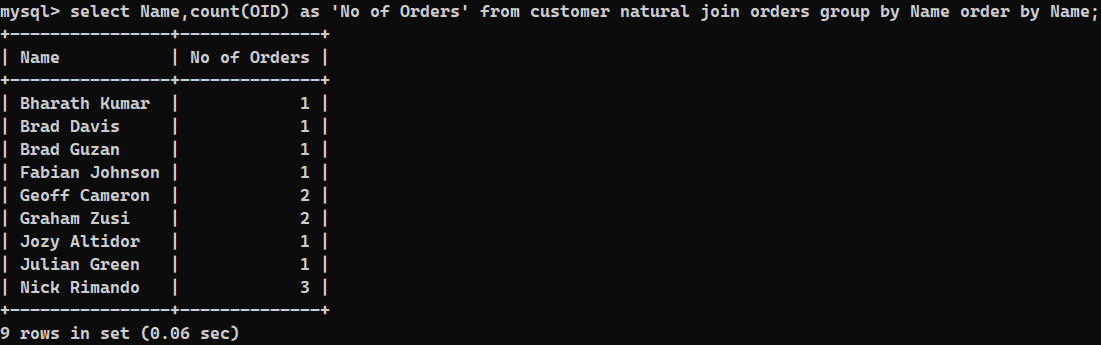 mysql> select Name,count(OID) as 'No of Orders' from customer natural join orders group by Name order by Name;
+----------------+--------------+
| Name           | No of Orders |
+----------------+--------------+
| Bharath Kumar  |            1 |
| Brad Davis     |            1 |
| Brad Guzan     |            1 |
| Fabian Johnson |            1 |
| Geoff Cameron  |            2 |
| Graham Zusi    |            2 |
| Jozy Altidor   |            1 |
| Julian Green   |            1 |
| Nick Rimando   |            3 |
+----------------+--------------+
9 rows in set (0.06 sec)